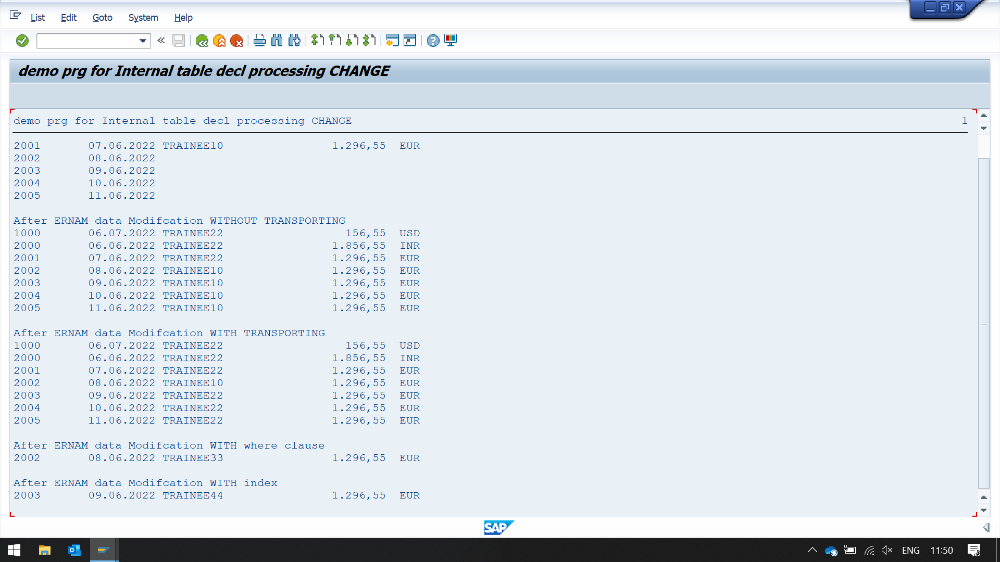 List Edit Goto System Help
demo prg for Internal table decl processing CHANGE
demo prg for Internal table decl processing CHANGE 1
2001 07.06.2022 TRAINEE10 1.296,55 EUR
2002 08.06.2022
2003 09.06.2022
2004 10.06.2022
2005 11.06.2022
After ERNAM data Modifcation WITHOUT TRANSPORTING
1000 06.07.2022 TRAINEE22 156,55 USD
2000 06.06.2022 TRAINEE22 1.856,55 INR
2001 07.06.2022 TRAINEE22 1.296,55 EUR
2002 08.06.2022 TRAINEE10 1.296,55 EUR
2003 09.06.2022 TRAINEE10 1.296,55 EUR
2004 10.06.2022 TRAINEE10 1.296,55 EUR
2005 11.06.2022 TRAINEE10 1.296,55 EUR
After ERNAM data Modifcation WITH TRANSPORTING
1000 06.07.2022 TRAINEE22 156,55 USD
2000 06.06.2022 TRAINEE22 1.856,55 INR
2001 07.06.2022 TRAINEE22 1.296,55 EUR
2002 08.06.2022 TRAINEE10 1.296,55 EUR
2003 09.06.2022 TRAINEE22 1.296,55 EUR
2004 10.06.2022 TRAINEE22 1.296,55 EUR
2005 11.06.2022 TRAINEE22 1.296,55 EUR
After ERNAM data Modifcation WITH where clause
2002 08.06.2022 TRAINEE33 1.296,55 EUR
After ERNAM data Modifcation WITH index
2003 09.06.2022 TRAINEE44 1.296,55 EUR
SAP
ENG 11:50